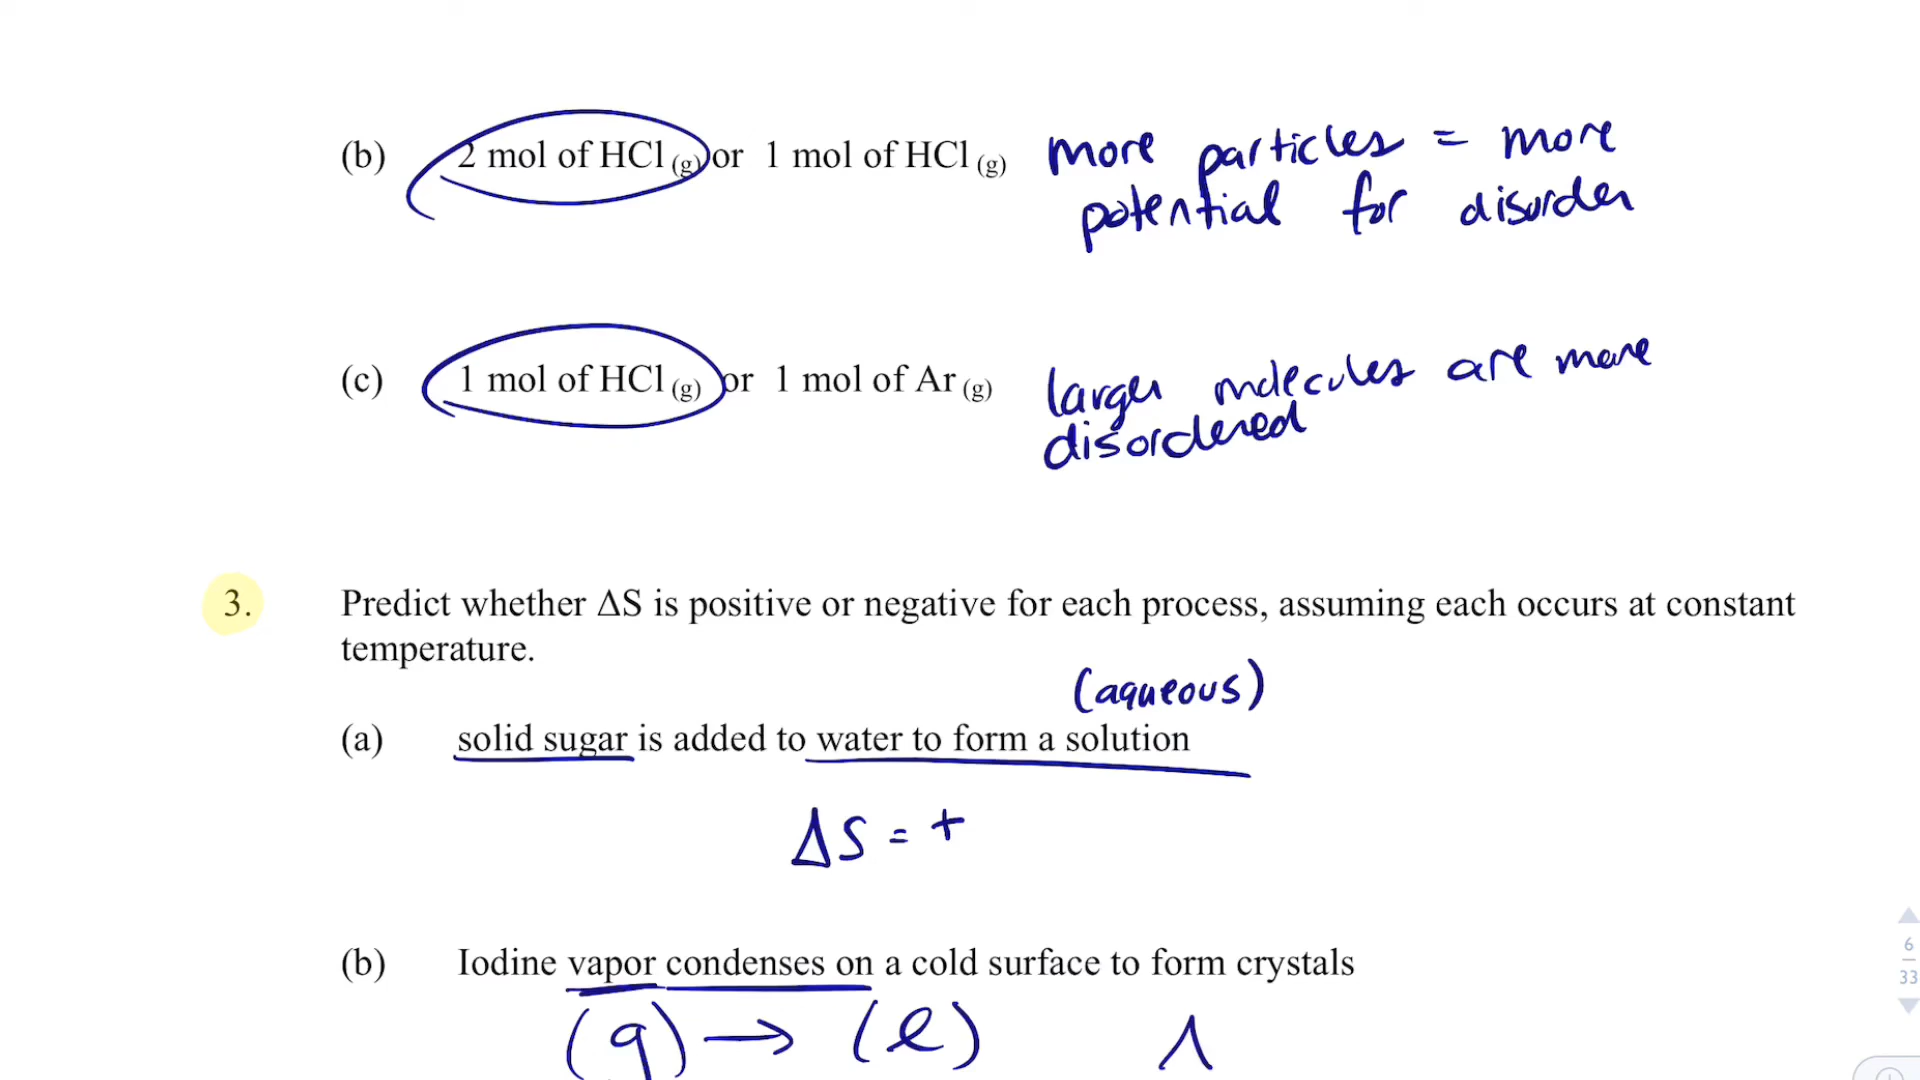 (b) 2 mol of HCl (g) or 1 mol of HCl (g) more particles = more
potential for disorder
(c) 1 mol of HCl (g) or 1 mol of Ar (g) larger molecules are more
disordered
3. Predict whether ΔS is positive or negative for each process, assuming each occurs at constant
temperature.
(aqueous)
(a) solid sugar is added to water to form a solution
ΔS = +
(b) Iodine vapor condenses on a cold surface to form crystals
(g) → (l)
6
33